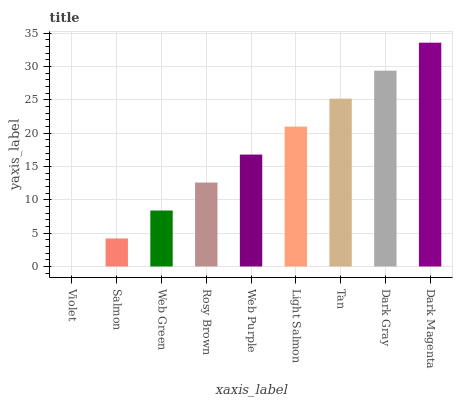 title
35
30
25
20
15
10
5
0
yaxis_label
Violet
Salmon
Web Green
Rosy Brown
Web Purple
Light Salmon
Tan
Dark Gray
Dark Magenta
xaxis_label